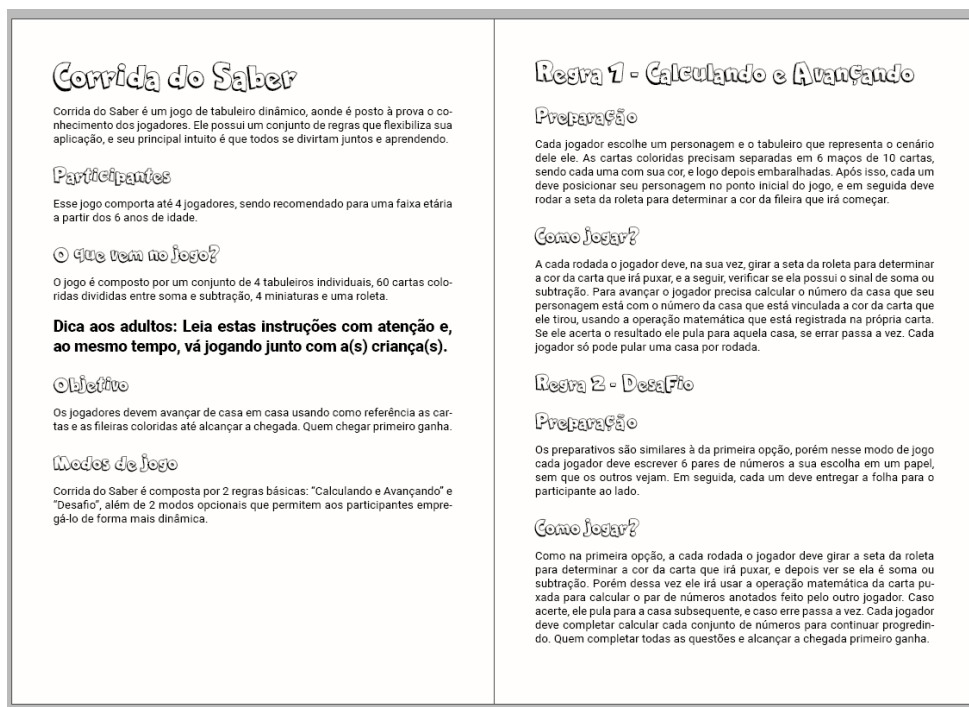 Corrida do Saber
Corrida do Saber é um jogo de tabuleiro dinâmico, aonde é posto à prova o co-
nhecimento dos jogadores. Ele possui um conjunto de regras que flexibiliza sua
aplicação, e seu principal intuito é que todos se divirtam juntos e aprendendo.
Participantes
Esse jogo comporta até 4 jogadores, sendo recomendado para uma faixa etária
a partir dos 6 anos de idade.
O que vem no jogo?
O jogo é composto por um conjunto de 4 tabuleiros individuais, 60 cartas colo-
ridas divididas entre soma e subtração, 4 miniaturas e uma roleta.
Dica aos adultos: Leia estas instruções com atenção e,
ao mesmo tempo, vá jogando junto com a(s) criança(s).
Objetivo
Os jogadores devem avançar de casa em casa usando como referência as car-
tas e as fileiras coloridas até alcançar a chegada. Quem chegar primeiro ganha.
Modos de jogo
Corrida do Saber é composta por 2 regras básicas: “Calculando e Avançando” e
“Desafio”, além de 2 modos opcionais que permitem aos participantes empre-
gá-lo de forma mais dinâmica.
Regra 1 - Calculando e Avançando
Preparação
Cada jogador escolhe um personagem e o tabuleiro que representa o cenário
dele ele. As cartas coloridas precisam separadas em 6 maços de 10 cartas,
sendo cada uma com sua cor, e logo depois embaralhadas. Após isso, cada um
deve posicionar seu personagem no ponto inicial do jogo, e em seguida deve
rodar a seta da roleta para determinar a cor da fileira que irá começar.
Como jogar?
A cada rodada o jogador deve, na sua vez, girar a seta da roleta para determinar
a cor da carta que irá puxar, e a seguir, verificar se ela possui o sinal de soma ou
subtração. Para avançar o jogador precisa calcular o número da casa que seu
personagem está com o número da casa que está vinculada a cor da carta que
ele tirou, usando a operação matemática que está registrada na própria carta.
Se ele acerta o resultado ele pula para aquela casa, se errar passa a vez. Cada
jogador só pode pular uma casa por rodada.
Regra 2 - Desafio
Preparação
Os preparativos são similares à da primeira opção, porém nesse modo de jogo
cada jogador deve escrever 6 pares de números a sua escolha em um papel,
sem que os outros vejam. Em seguida, cada um deve entregar a folha para o
participante ao lado.
Como jogar?
Como na primeira opção, a cada rodada o jogador deve girar a seta da roleta
para determinar a cor da carta que irá puxar, e depois ver se ela é soma ou
subtração. Porém dessa vez ele irá usar a operação matemática da carta pu-
xada para calcular o par de números anotados feito pelo outro jogador. Caso
acerte, ele pula para a casa subsequente, e caso erre passa a vez. Cada jogador
deve completar calcular cada conjunto de números para continuar progredin-
do. Quem completar todas as questões e alcançar a chegada primeiro ganha.